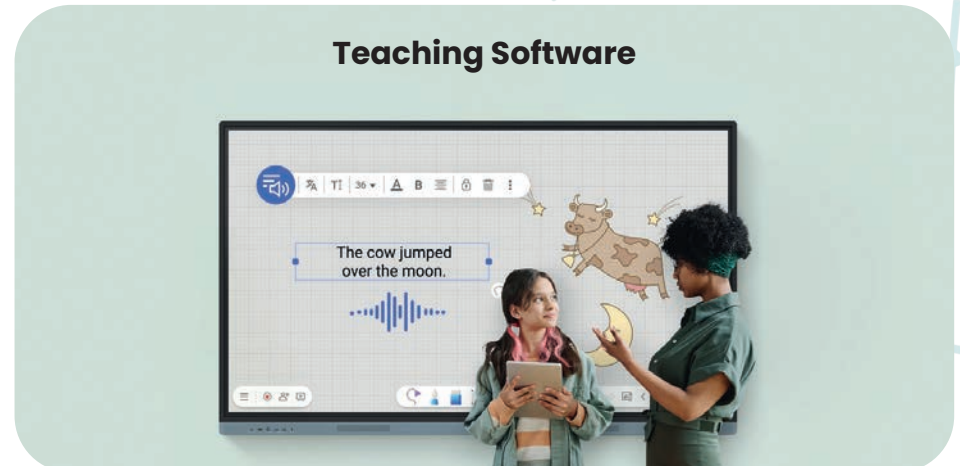 Teaching Software
36
A
B
The cow jumped
over the moon.